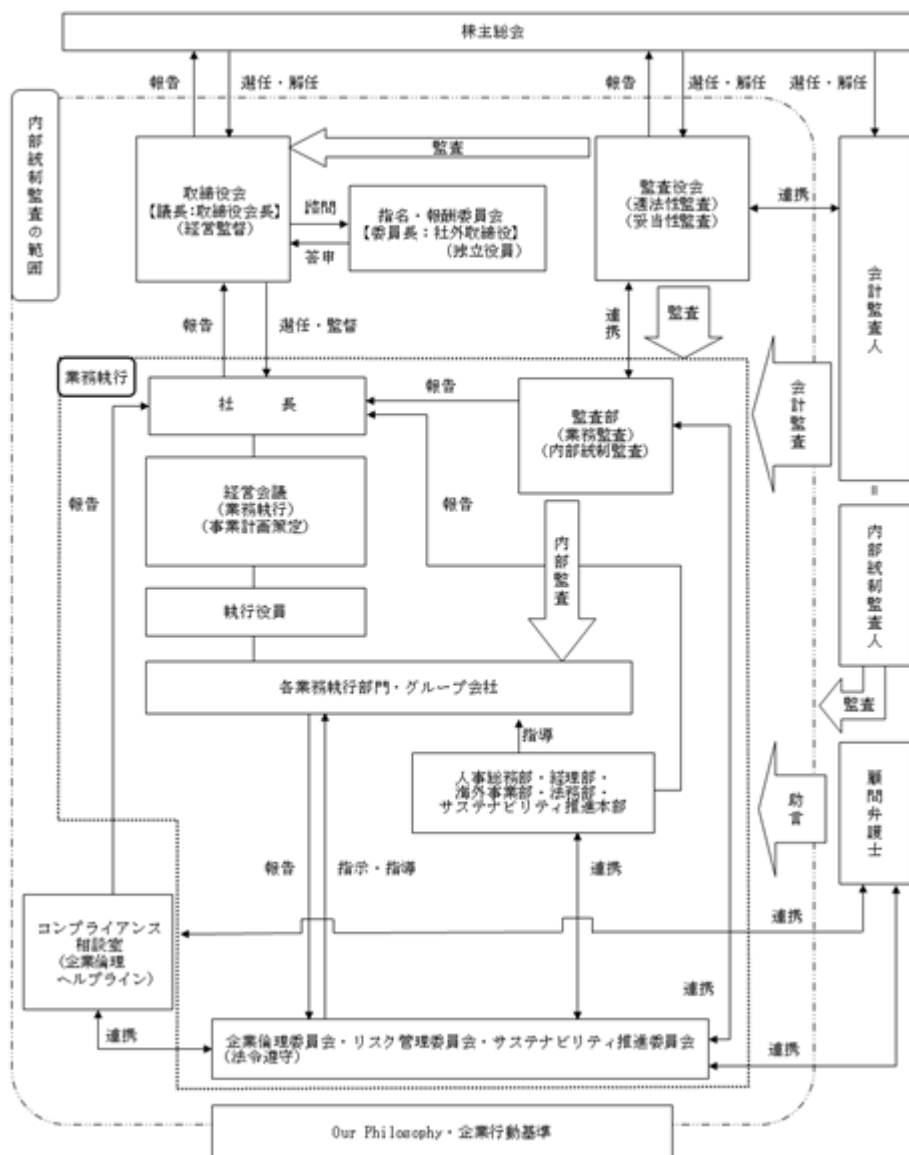 株主総会
報告
選任・解任
報告
選任・解任
選任・解任
内部統制監査の範囲
取締役会
【議長:取締役会長】
(経営監督)
諮問
答申
指名・報酬委員会
【委員長:社外取締役】
(独立役員)
監査
監査役会
(適法性監査)
(妥当性監査)
連携
会計監査人
報告
選任・監督
連携
監査
業務執行
社 長
報告
監査部
(業務監査)
(内部統制監査)
会計監査
報告
経営会議
(業務執行)
(事業計画策定)
報告
内部監査
=
内部統制監査人
執行役員
各業務執行部門・グループ会社
監査
指導
人事総務部・経理部・
海外事業部・法務部・
サステナビリティ推進本部
助言
顧問弁護士
報告
指示・指導
連携
コンプライアンス
相談室
(企業倫理
ヘルプライン)
連携
連携
連携
企業倫理委員会・リスク管理委員会・サステナビリティ推進委員会
(法令遵守)
連携
Our Philosophy・企業行動基準